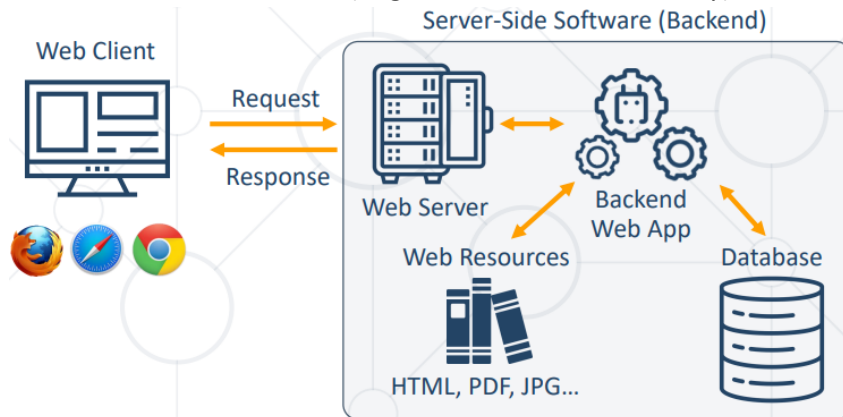 Server-Side Software (Backend)
Web Client
Request
Response
Web Server
Backend
Web App
Web Resources
Database
HTML, PDF, JPG...